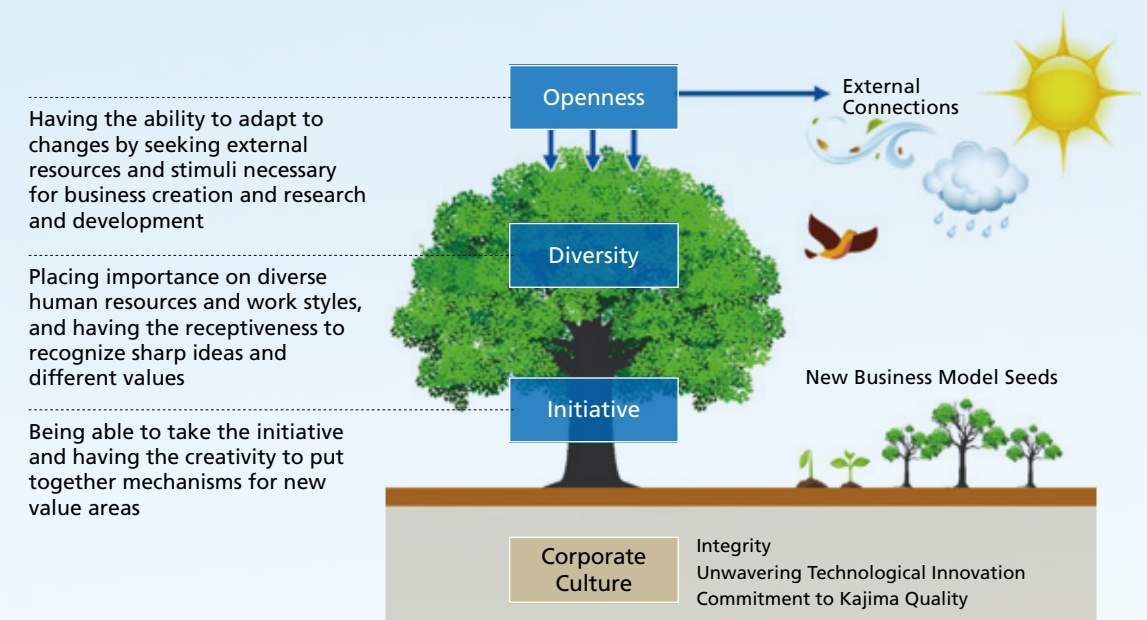 Openness
External
Connections
Having the ability to adapt to
changes by seeking external
resources and stimuli necessary
for business creation and research
and development
Diversity
Placing importance on diverse
human resources and work styles,
and having the receptiveness to
recognize sharp ideas and
different values
New Business Model Seeds
Initiative
Being able to take the initiative
and having the creativity to put
together mechanisms for new
value areas
Corporate
Culture
Integrity
Unwavering Technological Innovation
Commitment to Kajima Quality